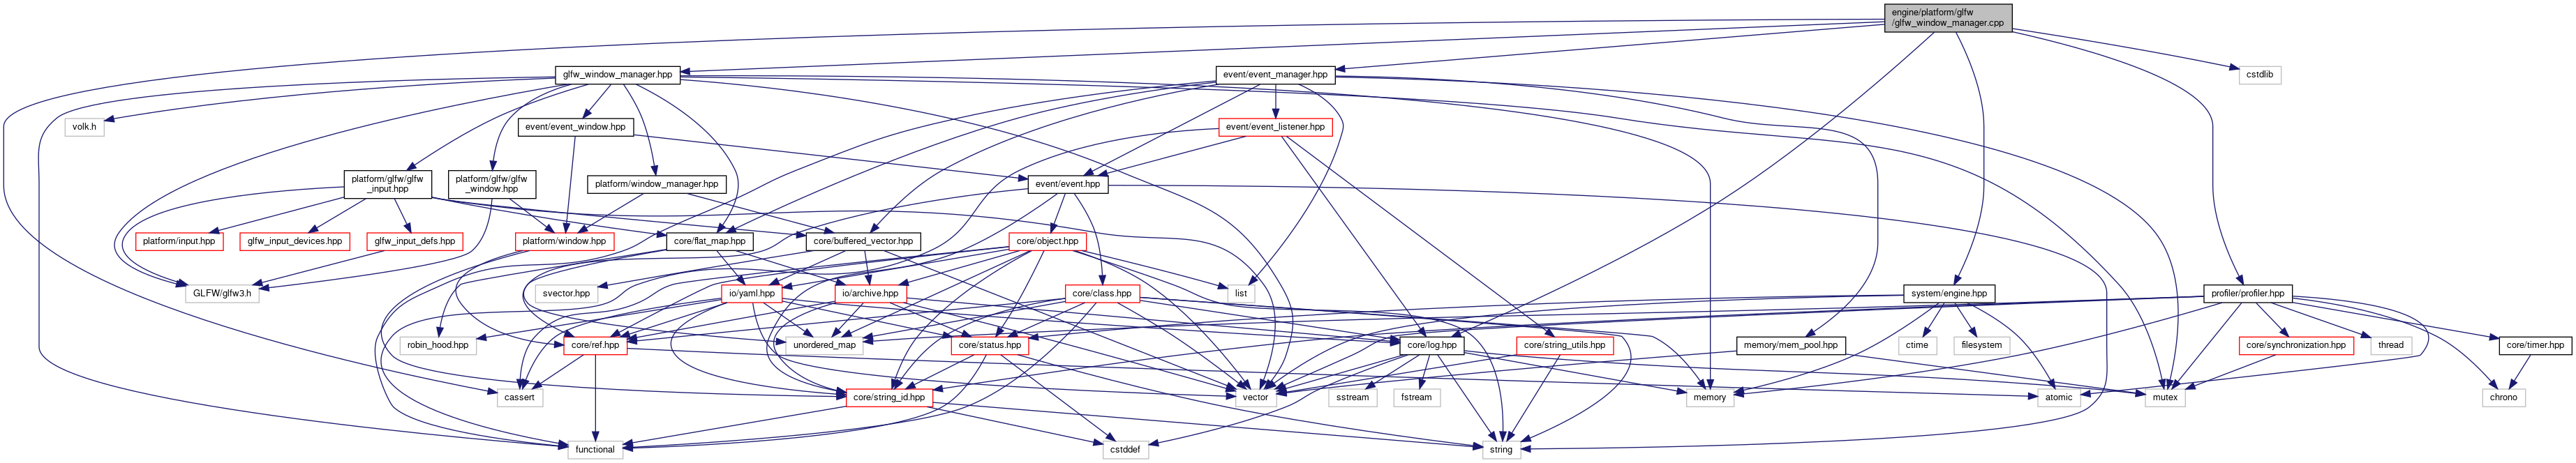 engine/platform/glfw
/glfw_window_manager.cpp
glfw_window_manager.hpp
event/event_manager.hpp
cstdlib
volk.h
event/event_window.hpp
event/event_listener.hpp
platform/glfw/glfw
_input.hpp
platform/glfw/glfw
_window.hpp
platform/window_manager.hpp
event/event.hpp
platform/input.hpp
glfw_input_devices.hpp
glfw_input_defs.hpp
platform/window.hpp
core/flat_map.hpp
core/buffered_vector.hpp
core/object.hpp
GLFW/glfw3.h
svector.hpp
io/yaml.hpp
io/archive.hpp
core/class.hpp
list
system/engine.hpp
profiler/profiler.hpp
robin_hood.hpp
core/ref.hpp
unordered_map
core/status.hpp
core/log.hpp
core/string_utils.hpp
memory/mem_pool.hpp
ctime
filesystem
core/synchronization.hpp
thread
core/timer.hpp
cassert
core/string_id.hpp
vector
sstream
fstream
memory
atomic
mutex
chrono
functional
cstddef
string